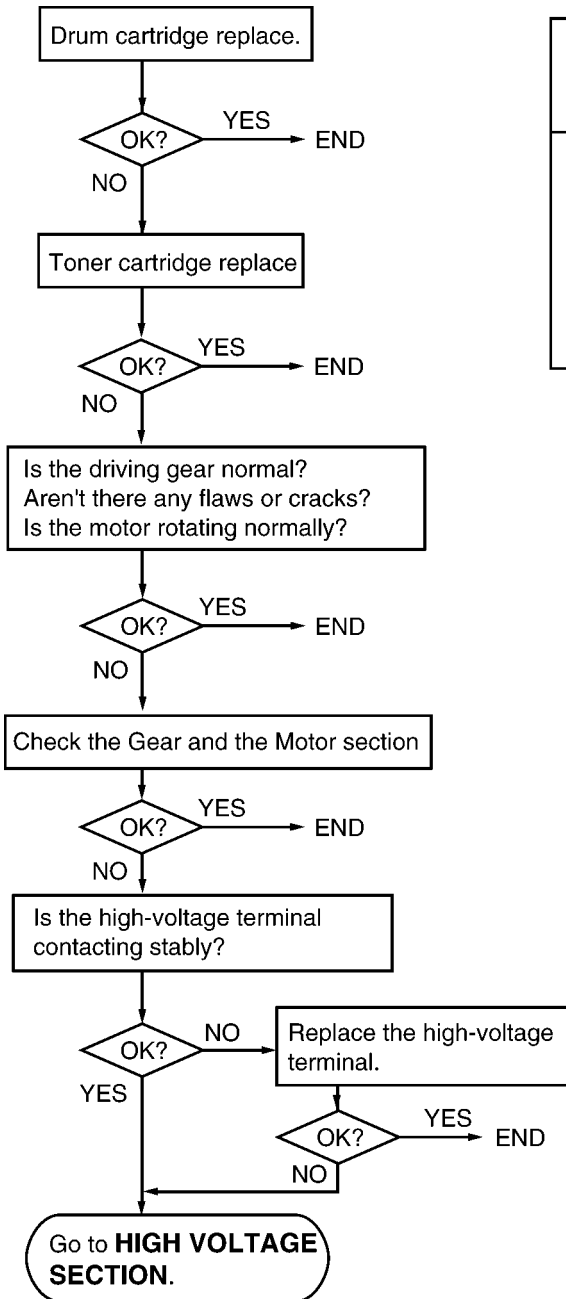 Drum cartridge replace.
OK?
YES
END
NO
Toner cartridge replace
OK?
YES
END
NO
Is the driving gear normal?
Aren't there any flaws or cracks?
Is the motor rotating normally?
OK?
YES
END
NO
Check the Gear and the Motor section
OK?
YES
END
NO
Is the high-voltage terminal
contacting stably?
OK?
NO
YES
Replace the high-voltage
terminal.
OK?
YES
END
NO
Go to HIGH VOLTAGE
SECTION.